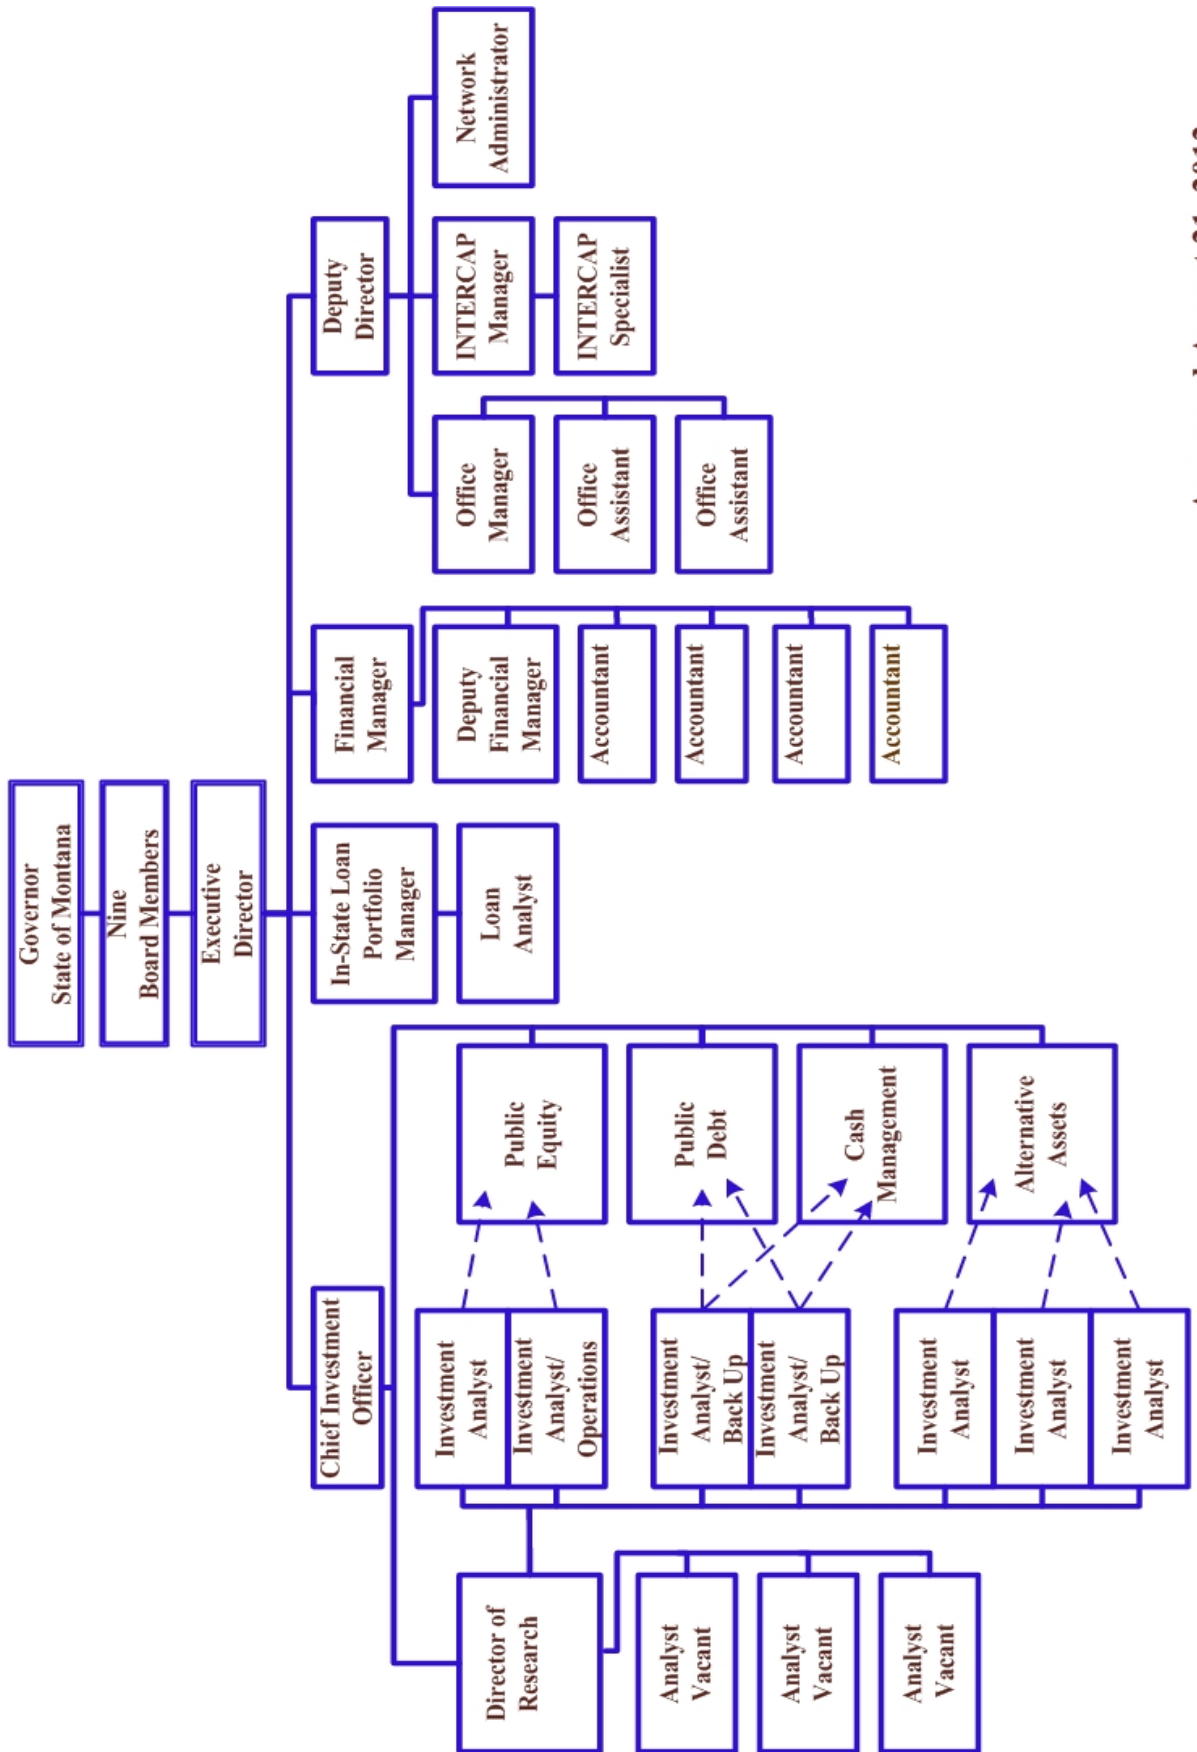 Governor
State of Montana
Nine
Board Members
Executive
Director
Chief Investment
Officer
In-State Loan
Portfolio
Manager
Financial
Manager
Deputy
Director
Director of
Research
Analyst
Vacant
Analyst
Vacant
Analyst
Vacant
Investment
Analyst
Investment
Analyst/
Operations
Investment
Analyst/
Back Up
Investment
Analyst/
Back Up
Investment
Analyst
Investment
Analyst
Investment
Analyst
Public
Equity
Public
Debt
Cash
Management
Alternative
Assets
Loan
Analyst
Deputy
Financial
Manager
Accountant
Accountant
Accountant
Accountant
Office
Manager
Office
Assistant
Office
Assistant
INTERCAP
Manager
INTERCAP
Specialist
Network
Administrator